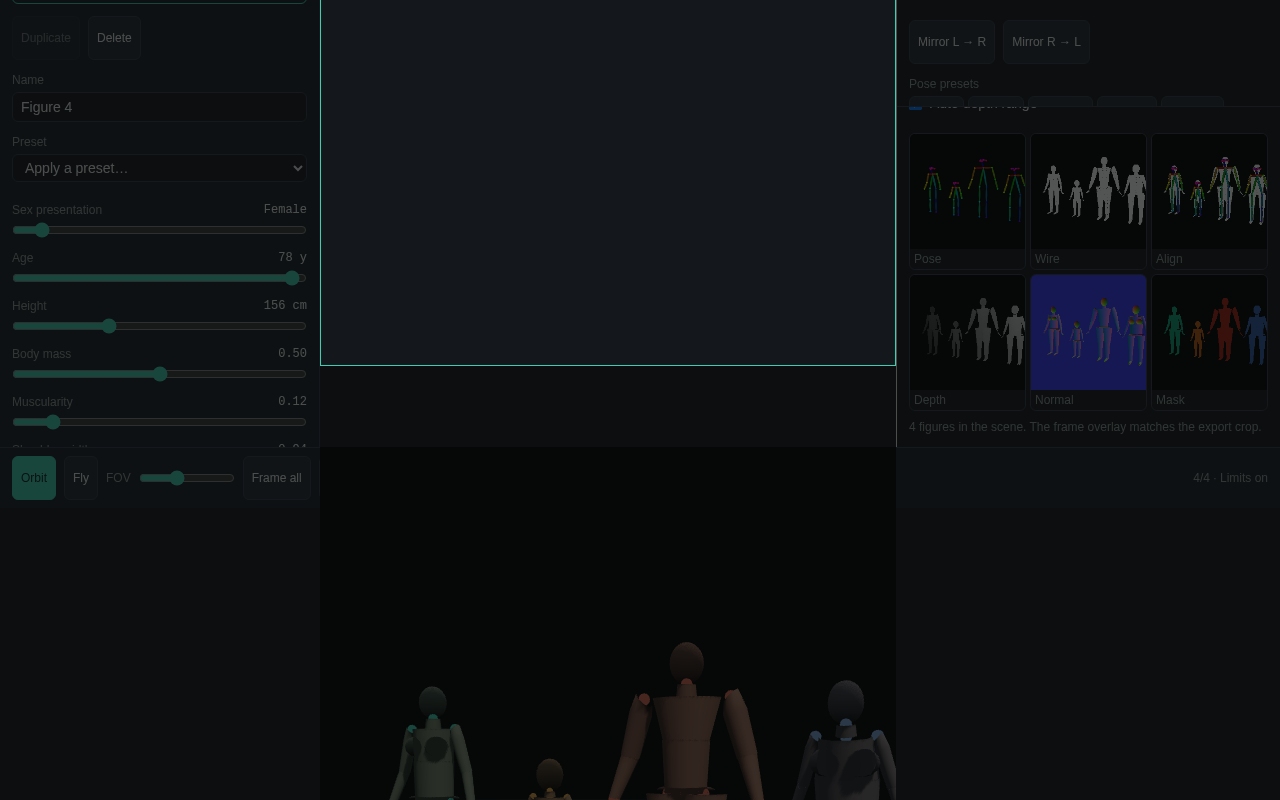 Duplicate
Delete
Name
Figure 4
Preset
Apply a preset…
Sex presentation Female
Age 78 y
Height 156 cm
Body mass 0.50
Muscularity 0.12
Orbit
Fly
FOV
Frame all
Mirror L → R
Mirror R → L
Pose presets
Pose
Wire
Align
Depth
Normal
Mask
4 figures in the scene. The frame overlay matches the export crop.
4/4 · Limits on